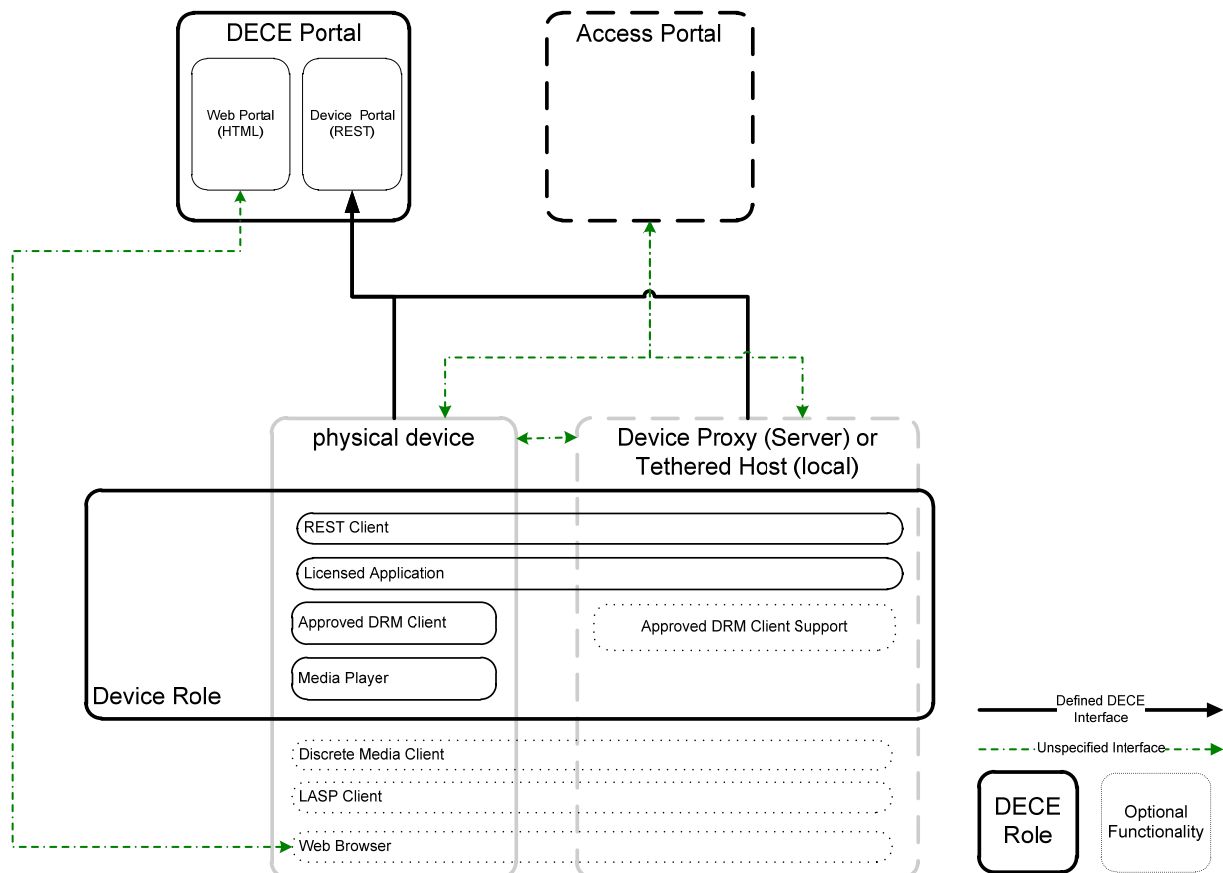 DECE Portal
Access Portal
Web Portal
(HTML)
Device Portal
(REST)
physical device
Device Proxy (Server) or
Tethered Host (local)
REST Client
Licensed Application
Approved DRM Client
Approved DRM Client Support
Media Player
Device Role
Discrete Media Client
LASP Client
Web Browser
Defined DECE
Interface
Unspecified Interface
DECE
Role
Optional
Functionality